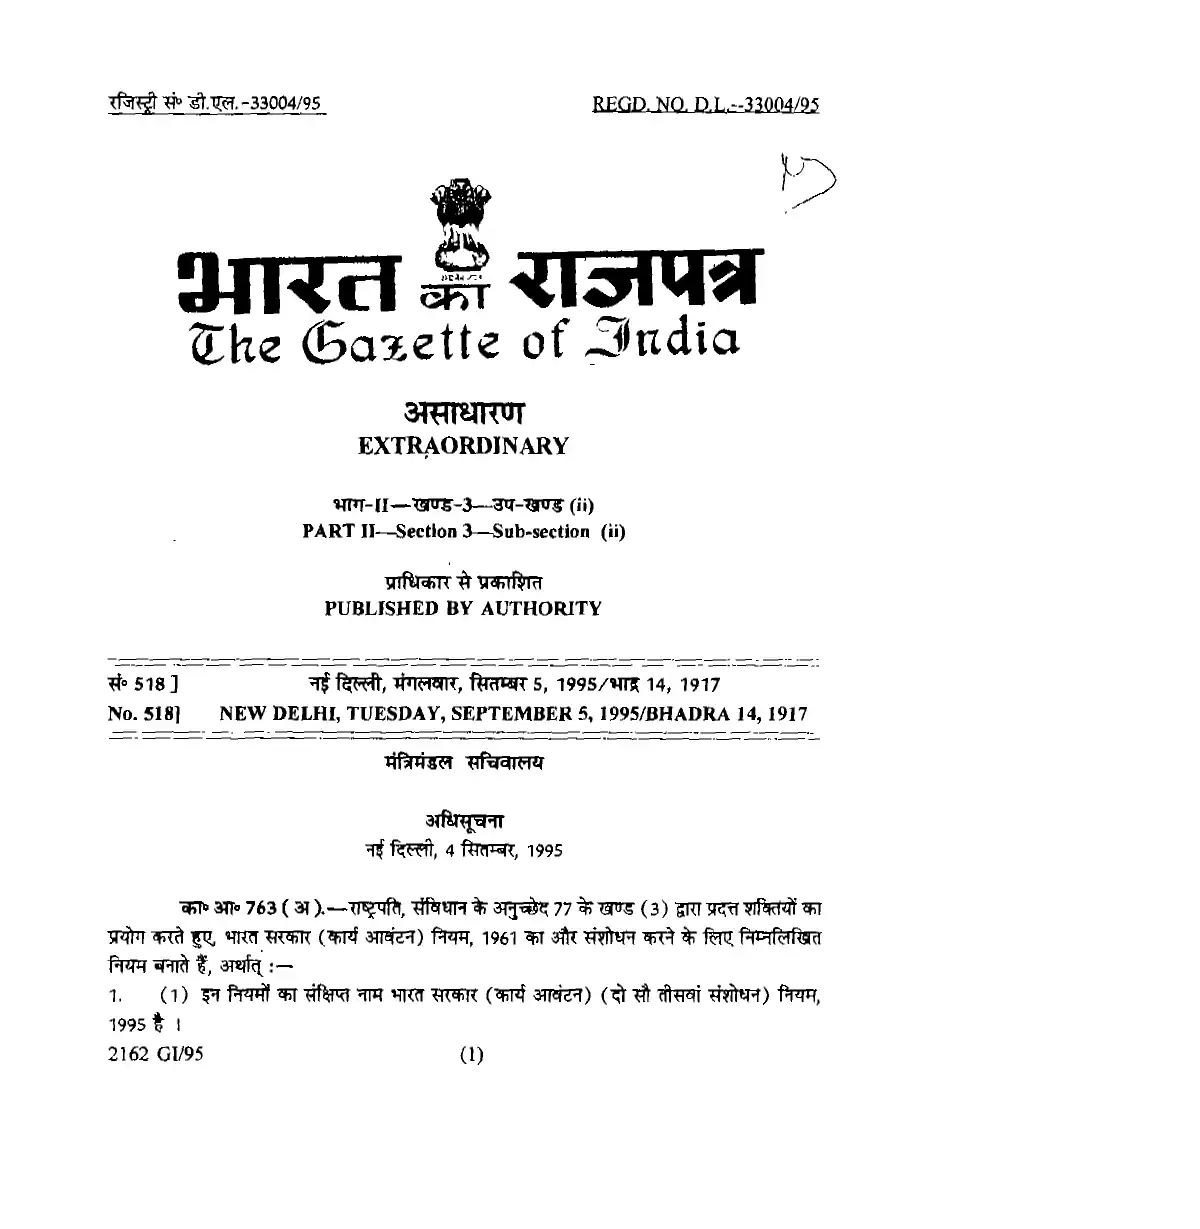 रजिस्ट्री सं॰ डी.एल.-33004/95
REGD. NO. D.L.--33004/95
भारत का राजपत्र
The Gazette of India
असाधारण
EXTRAORDINARY
भाग-II—खण्ड-3—उप-खण्ड (ii)
PART II—Section 3—Sub-section (ii)
प्राधिकार से प्रकाशित
PUBLISHED BY AUTHORITY
सं॰ 518] नई दिल्ली, मंगलवार, सितम्बर 5, 1995/भाद्र 14, 1917
No. 518] NEW DELHI, TUESDAY, SEPTEMBER 5, 1995/BHADRA 14, 1917
मंत्रिमंडल सचिवालय
अधिसूचना
नई दिल्ली, 4 सितम्बर, 1995
का॰ आ॰ 763 (अ).—राष्ट्रपति, संविधान के अनुच्छेद 77 के खण्ड (3) द्वारा प्रदत्त शक्तियों का
प्रयोग करते हुए, भारत सरकार (कार्य आवंटन) नियम, 1961 का और संशोधन करने के लिए निम्नलिखित
नियम बनाते हैं, अर्थात् :—
1. (1) इन नियमों का संक्षिप्त नाम भारत सरकार (कार्य आवंटन) (दो सौ तीसवां संशोधन) नियम,
1995 है ।
2162 GI/95 (1)